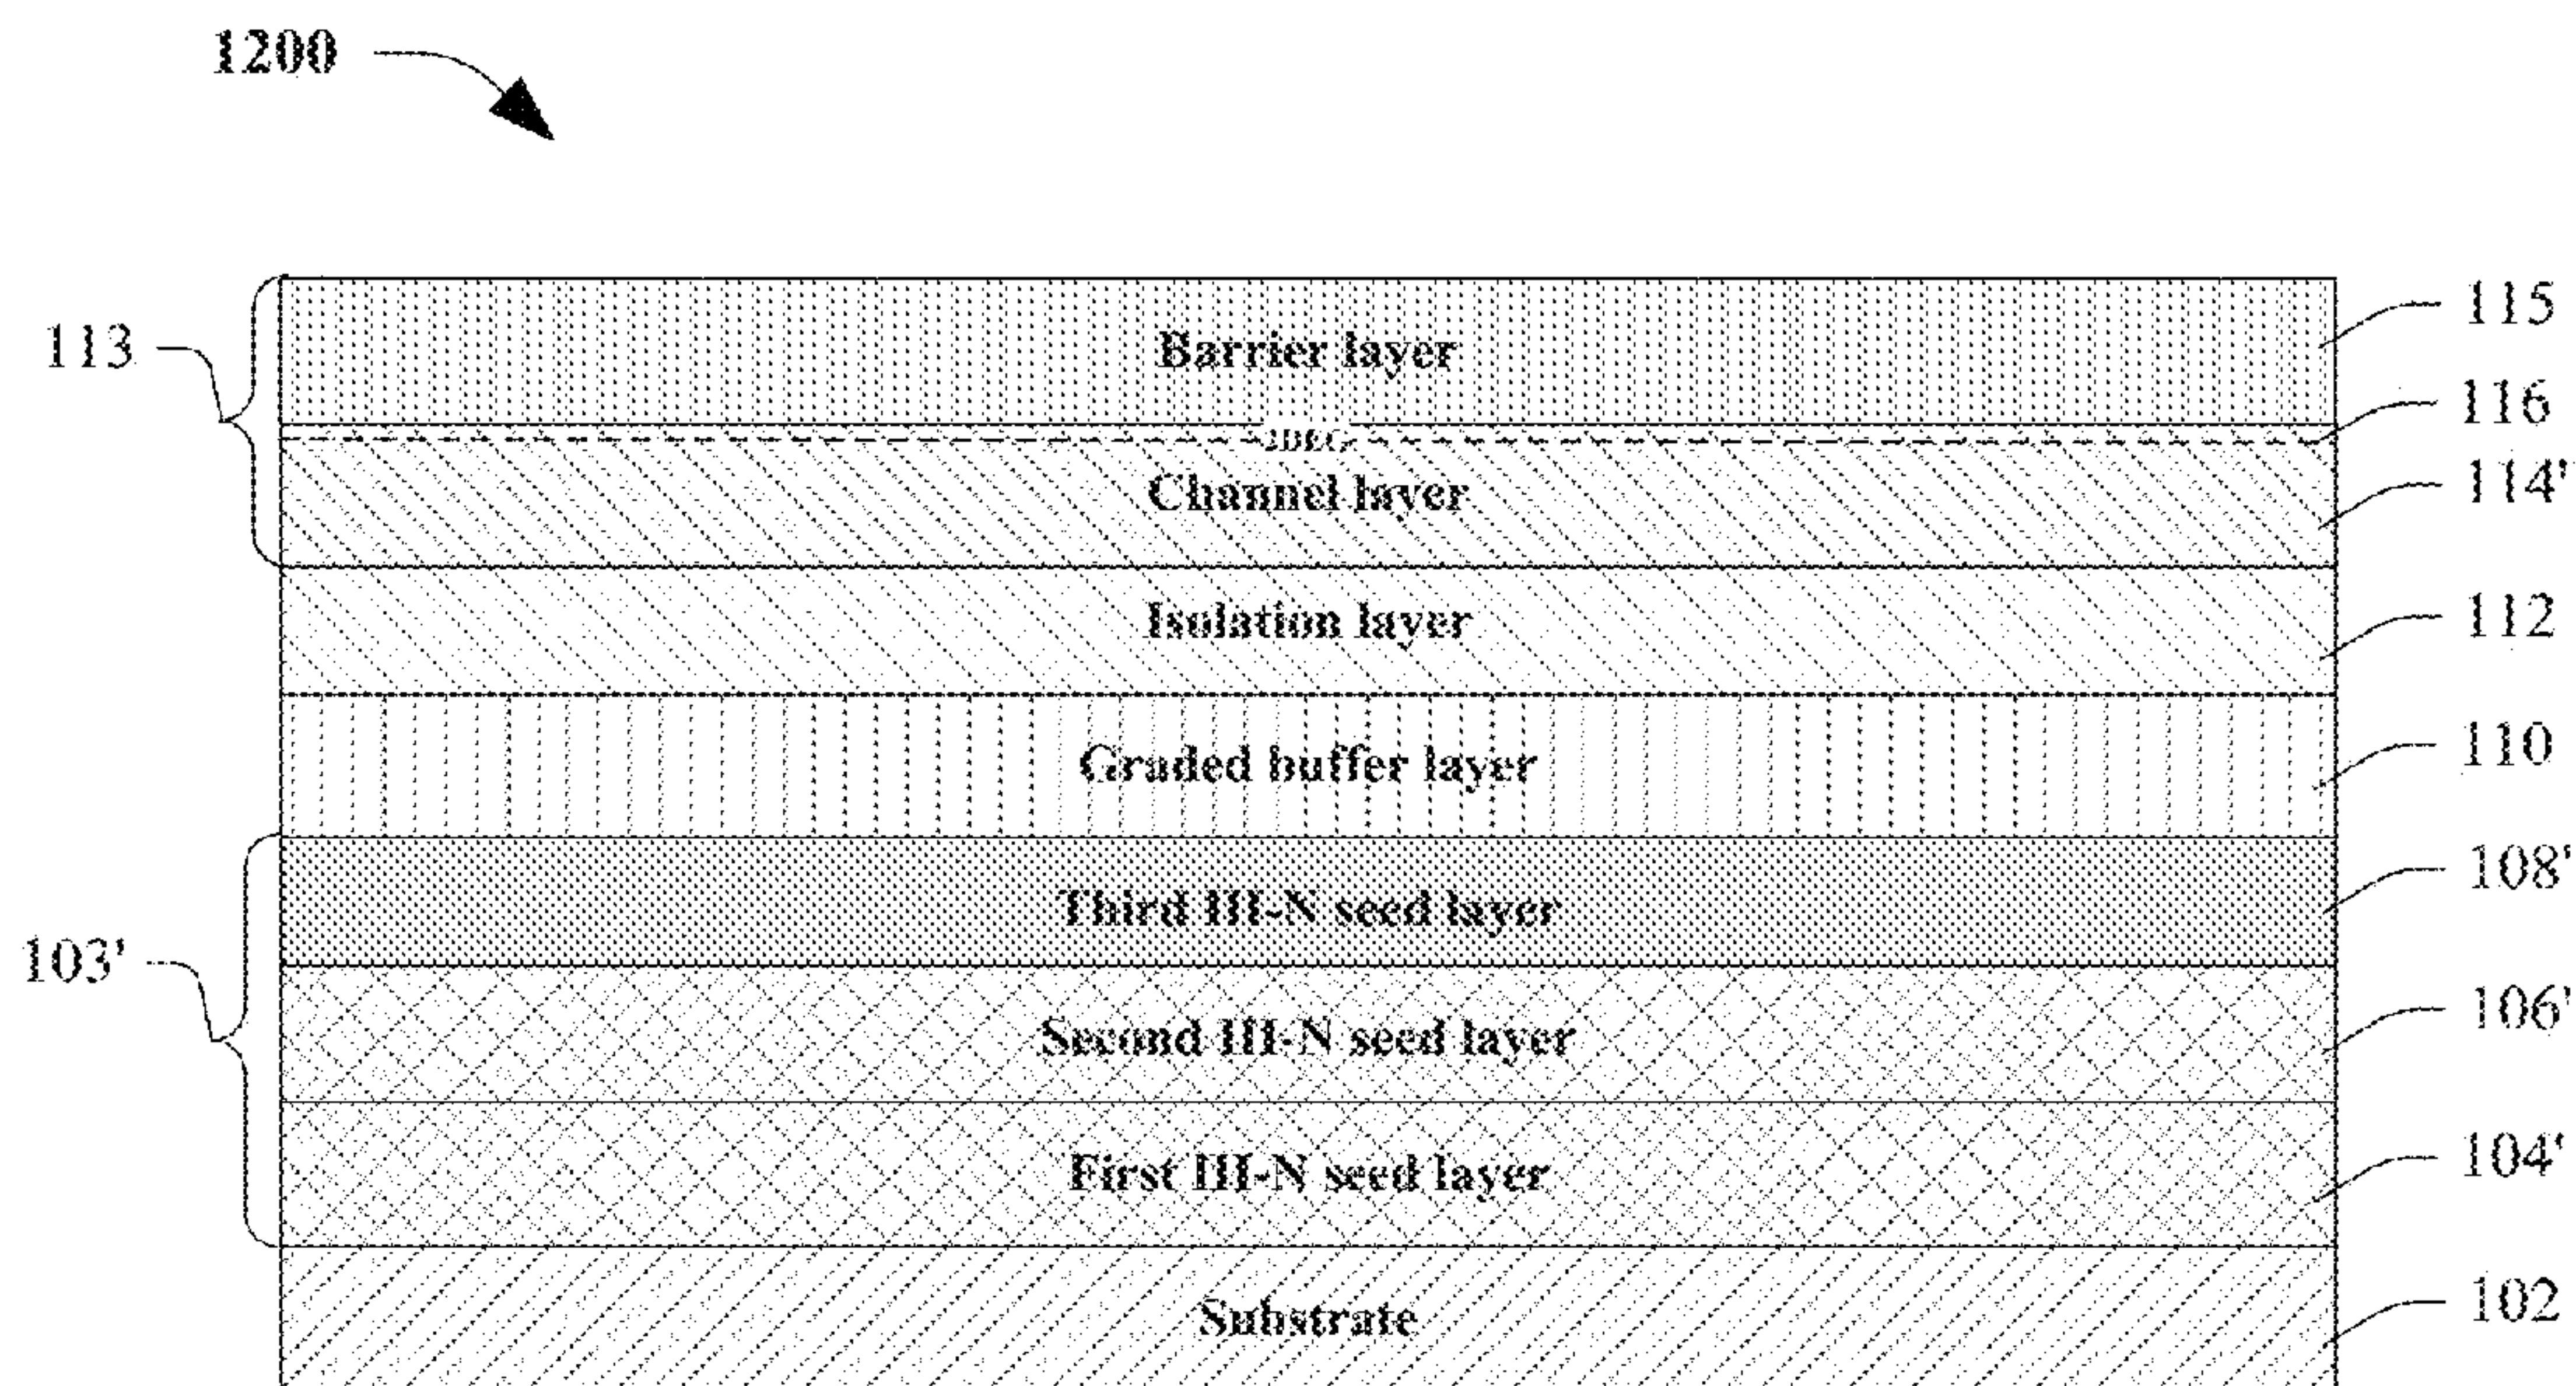 1200
115
113
Barrier layer
116
2DEG
114'
Channel layer
112
Isolation layer
110
Graded buffer layer
108'
Third III-N seed layer
103'
106'
Second III-N seed layer
104'
First III-N seed layer
102
Substrate